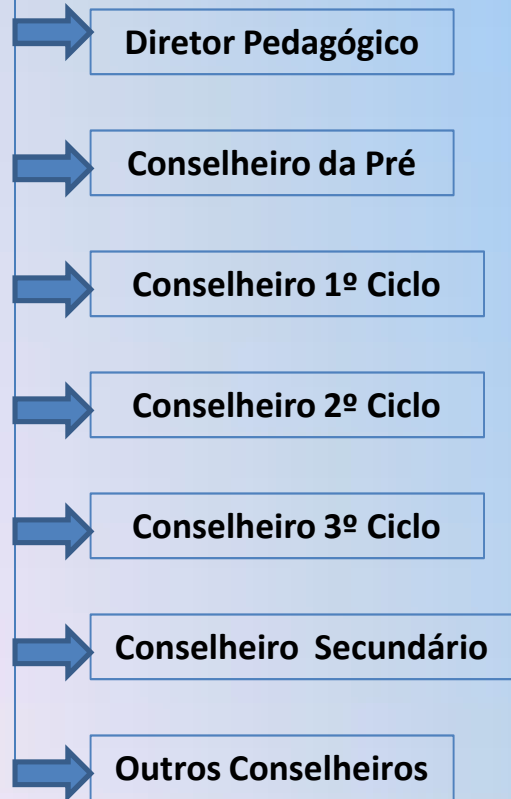 Diretor Pedagógico
Conselheiro da Pré
Conselheiro 1º Ciclo
Conselheiro 2º Ciclo
Conselheiro 3º Ciclo
Conselheiro Secundário
Outros Conselheiros